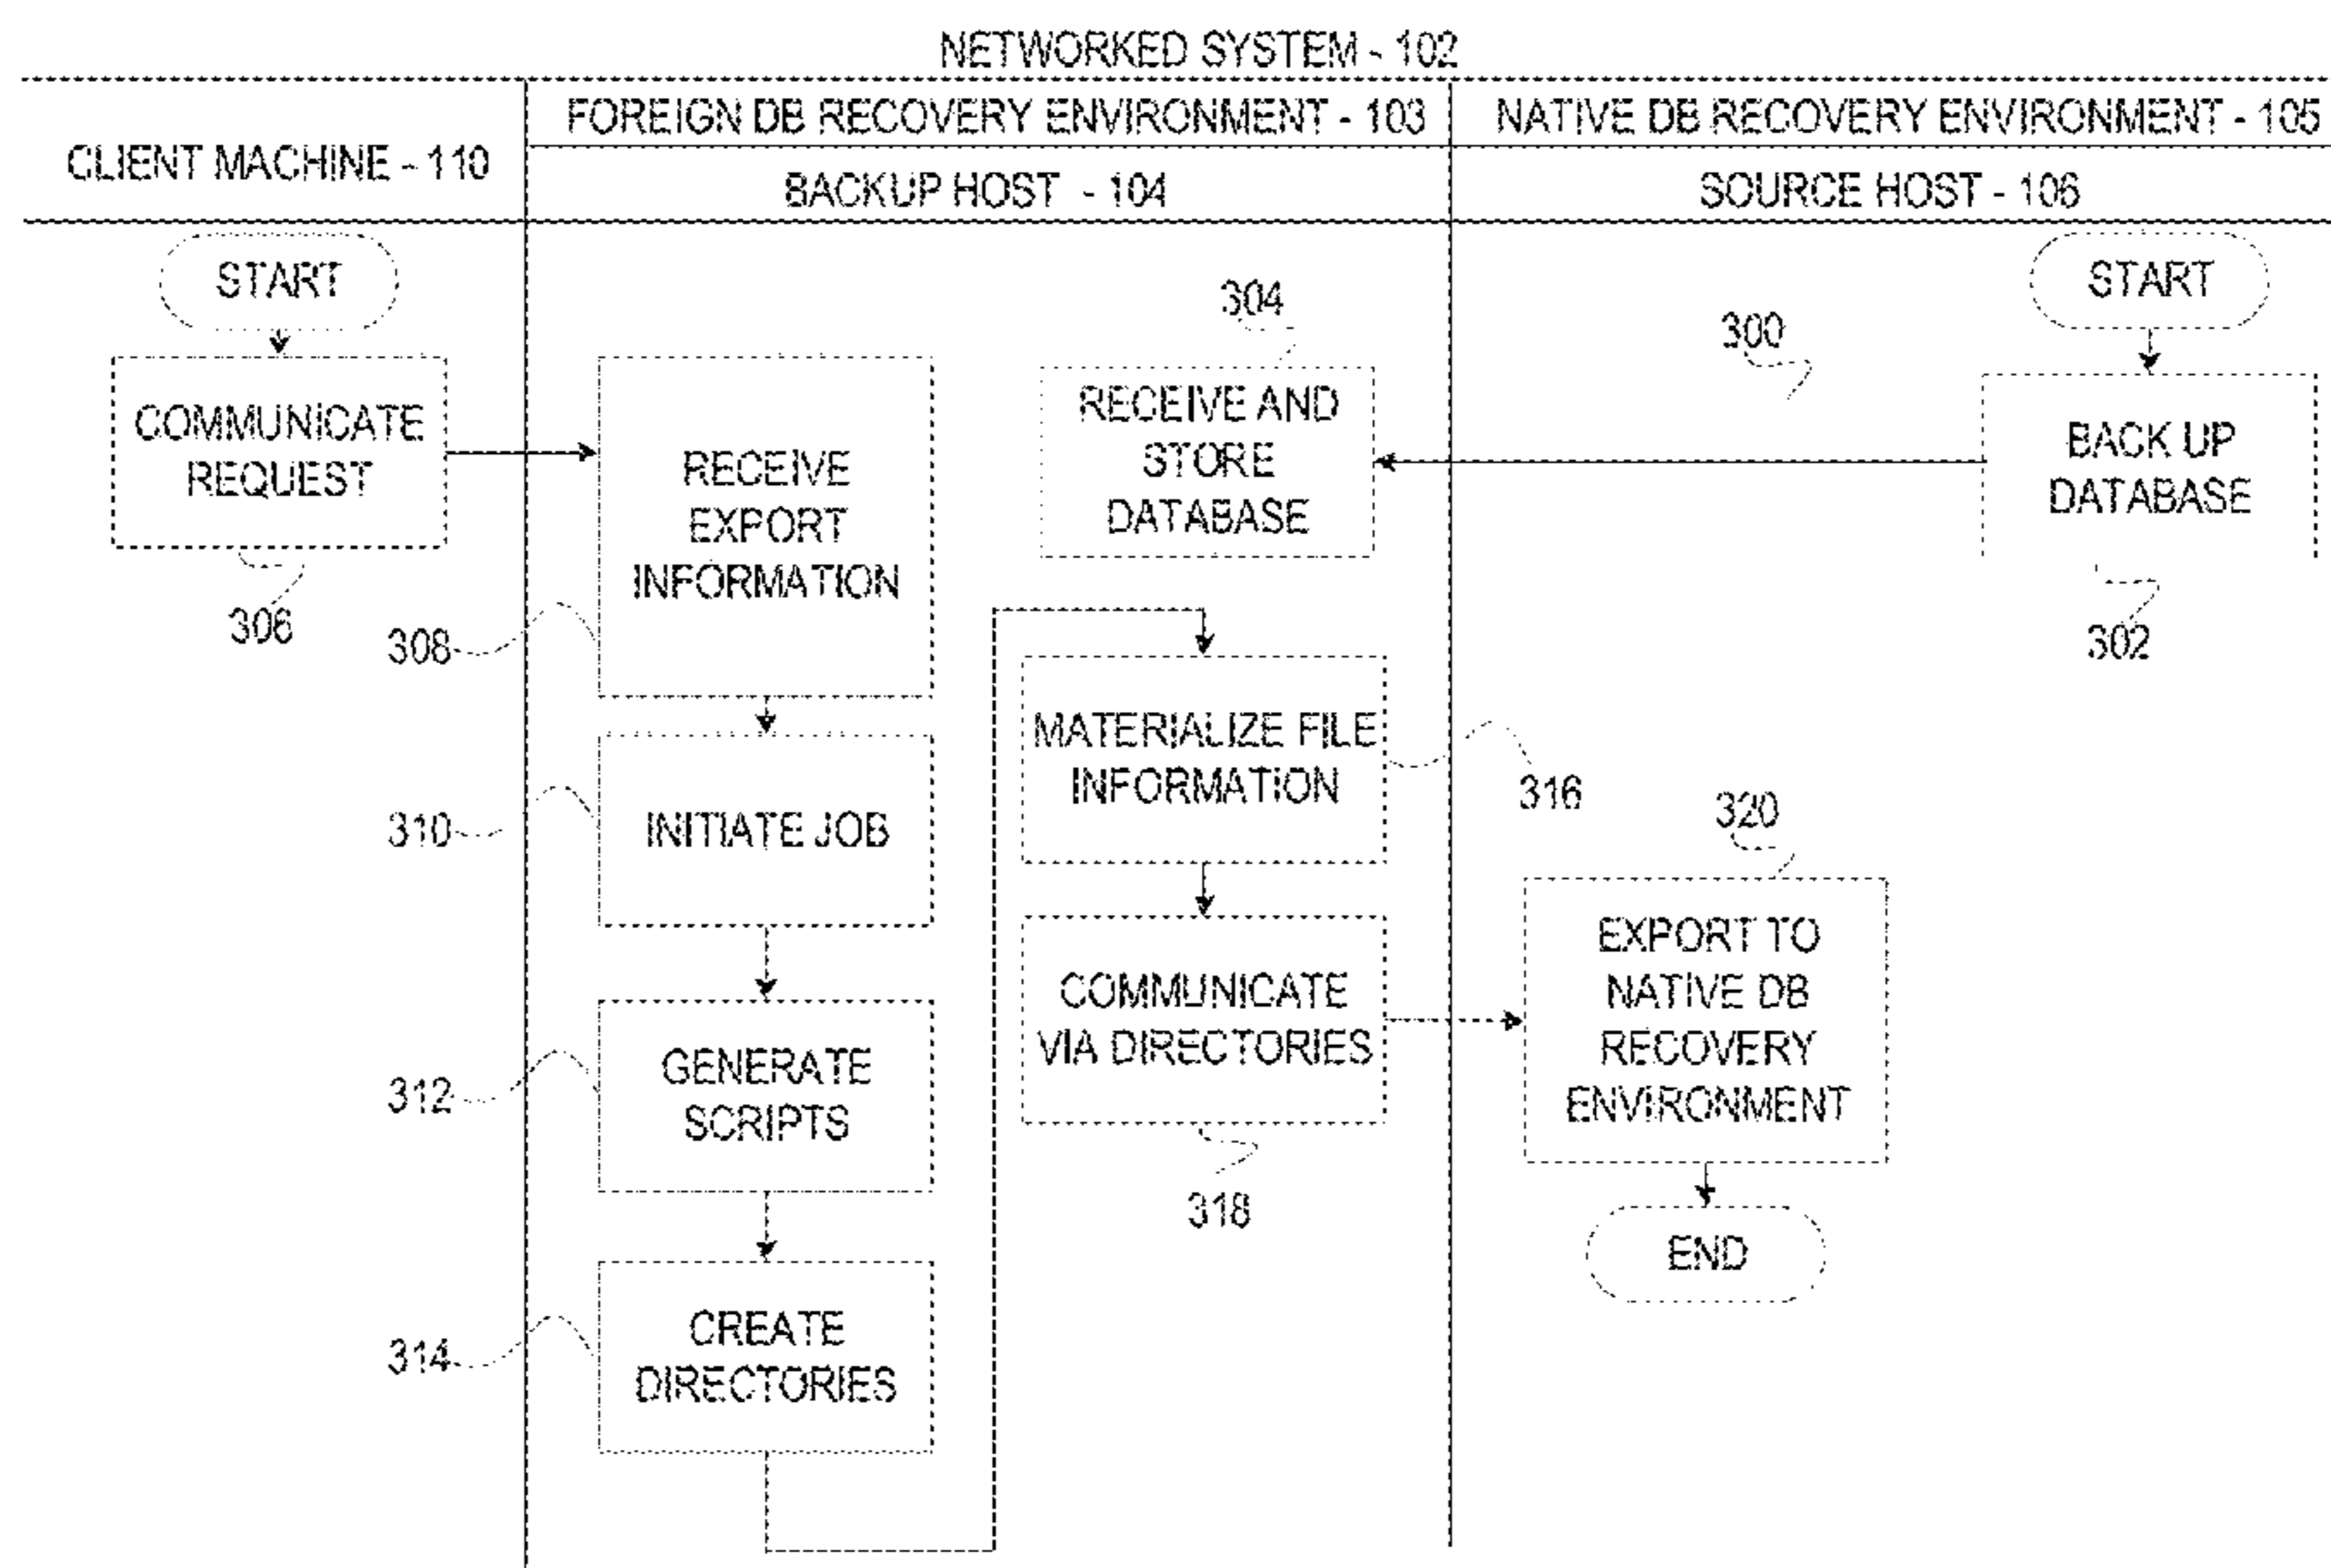 NETWORKED SYSTEM - 102
CLIENT MACHINE - 110
FOREIGN DB RECOVERY ENVIRONMENT - 103
NATIVE DB RECOVERY ENVIRONMENT - 105
BACKUP HOST - 104
SOURCE HOST - 106
START
COMMUNICATE
REQUEST
306
RECEIVE
EXPORT
INFORMATION
308
INITIATE JOB
310
GENERATE
SCRIPTS
312
CREATE
DIRECTORIES
314
304
RECEIVE AND
STORE
DATABASE
MATERIALIZE FILE
INFORMATION
316
COMMUNICATE
VIA DIRECTORIES
318
300
START
BACK UP
DATABASE
302
320
EXPORT TO
NATIVE DB
RECOVERY
ENVIRONMENT
END